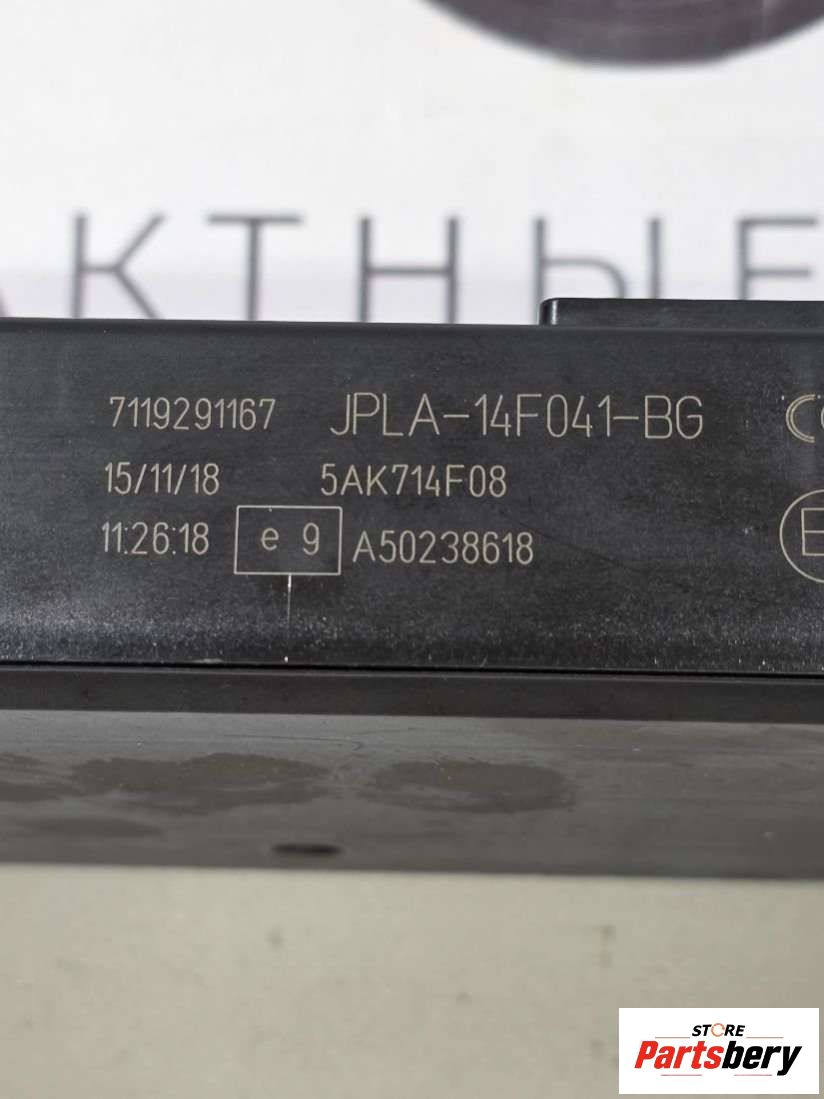 КТНЫЕ
7119291167 JPLA-14F041-BG
15/11/18 5AK714F08
11:26:18 e 9 A50238618
STORE
Partsbery